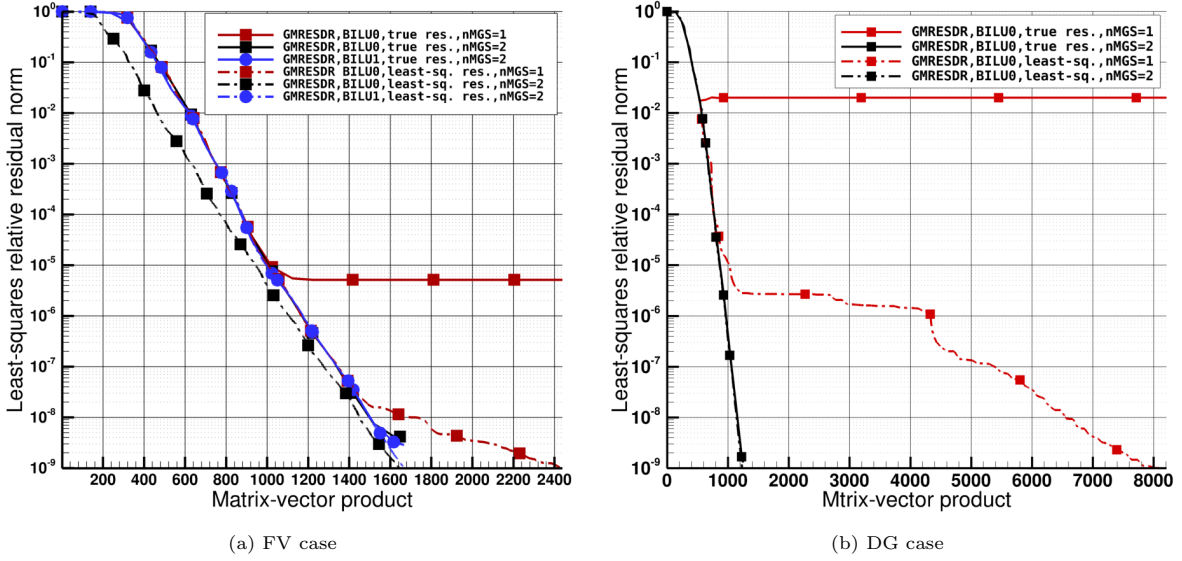 GMRESDR,BILU0,true res.,nMGS=1
GMRESDR,BILU0,true res.,nMGS=2
GMRESDR,BILU1,true res.,nMGS=2
GMRESDR,BILU0,least-sq. res.,nMGS=1
GMRESDR,BILU0,least-sq. res.,nMGS=2
GMRESDR,BILU1,least-sq. res.,nMGS=2
Least-squares relative residual norm
10^1
10^0
10^-1
10^-2
10^-3
10^-4
10^-5
10^-6
10^-7
10^-8
10^-9
0 200 400 600 800 1000 1200 1400 1600 1800 2000 2200 2400
Matrix-vector product
(a) FV case
GMRESDR,BILU0,true res.,nMGS=1
GMRESDR,BILU0,true res.,nMGS=2
GMRESDR,BILU0,least-sq.,nMGS=1
GMRESDR,BILU0,least-sq.,nMGS=2
Least-squares relative residual norm
10^0
10^-1
10^-2
10^-3
10^-4
10^-5
10^-6
10^-7
10^-8
10^-9
0 1000 2000 3000 4000 5000 6000 7000 8000
Mtrix-vector product
(b) DG case